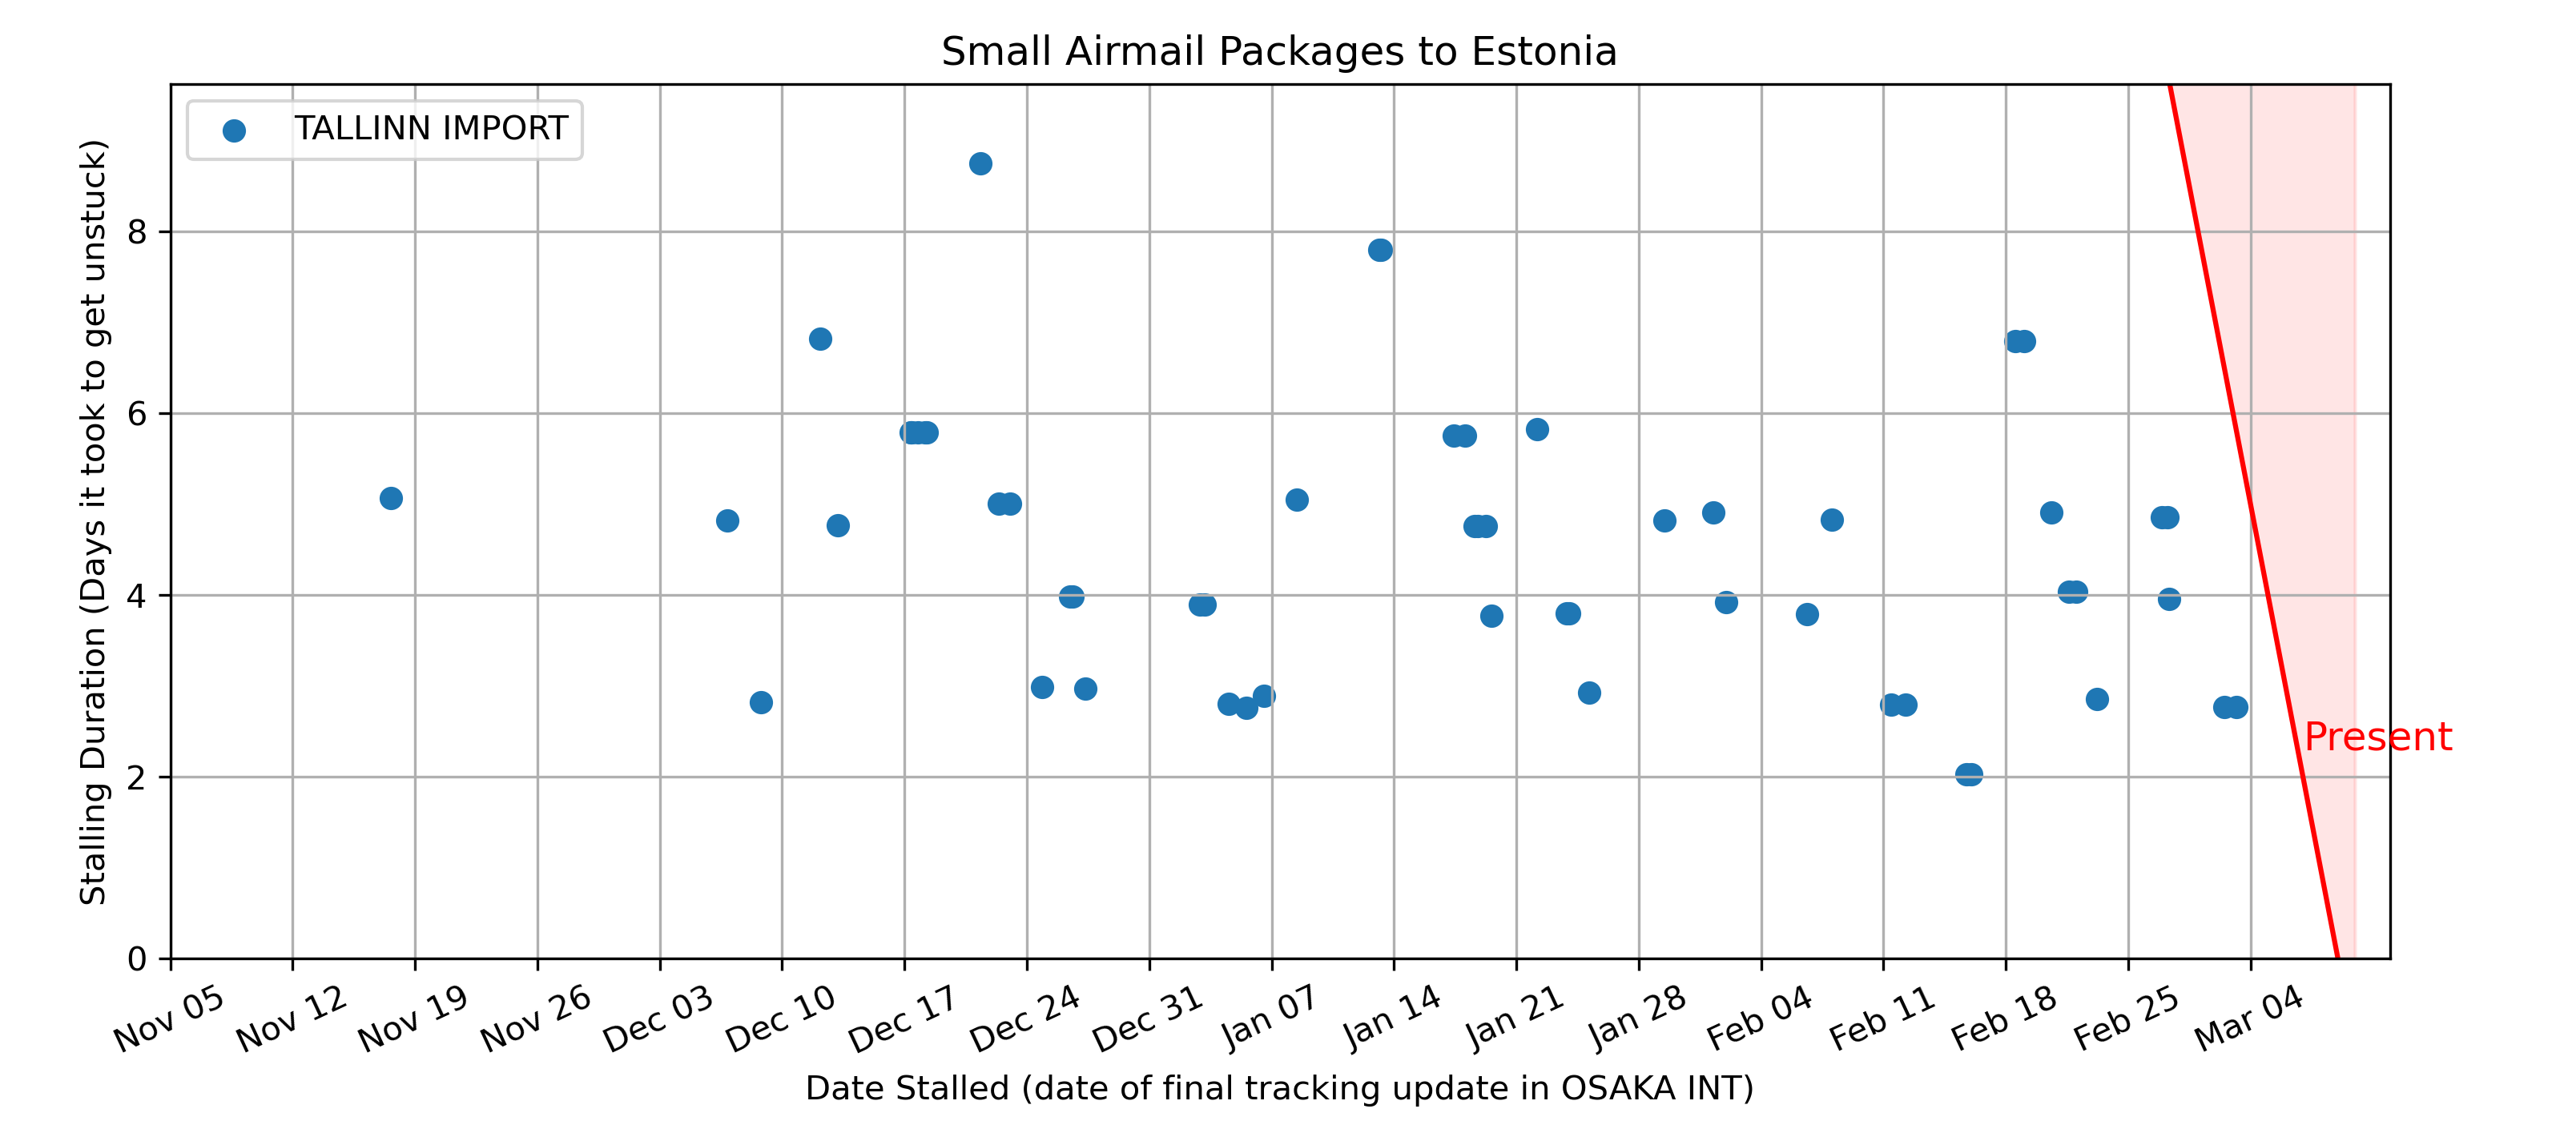 Small Airmail Packages to Estonia
TALLINN IMPORT
Stalling Duration (Days it took to get unstuck)
8
6
4
2
0
Present
Nov 05
Nov 12
Nov 19
Nov 26
Dec 03
Dec 10
Dec 17
Dec 24
Dec 31
Jan 07
Jan 14
Jan 21
Jan 28
Feb 04
Feb 11
Feb 18
Feb 25
Mar 04
Date Stalled (date of final tracking update in OSAKA INT)